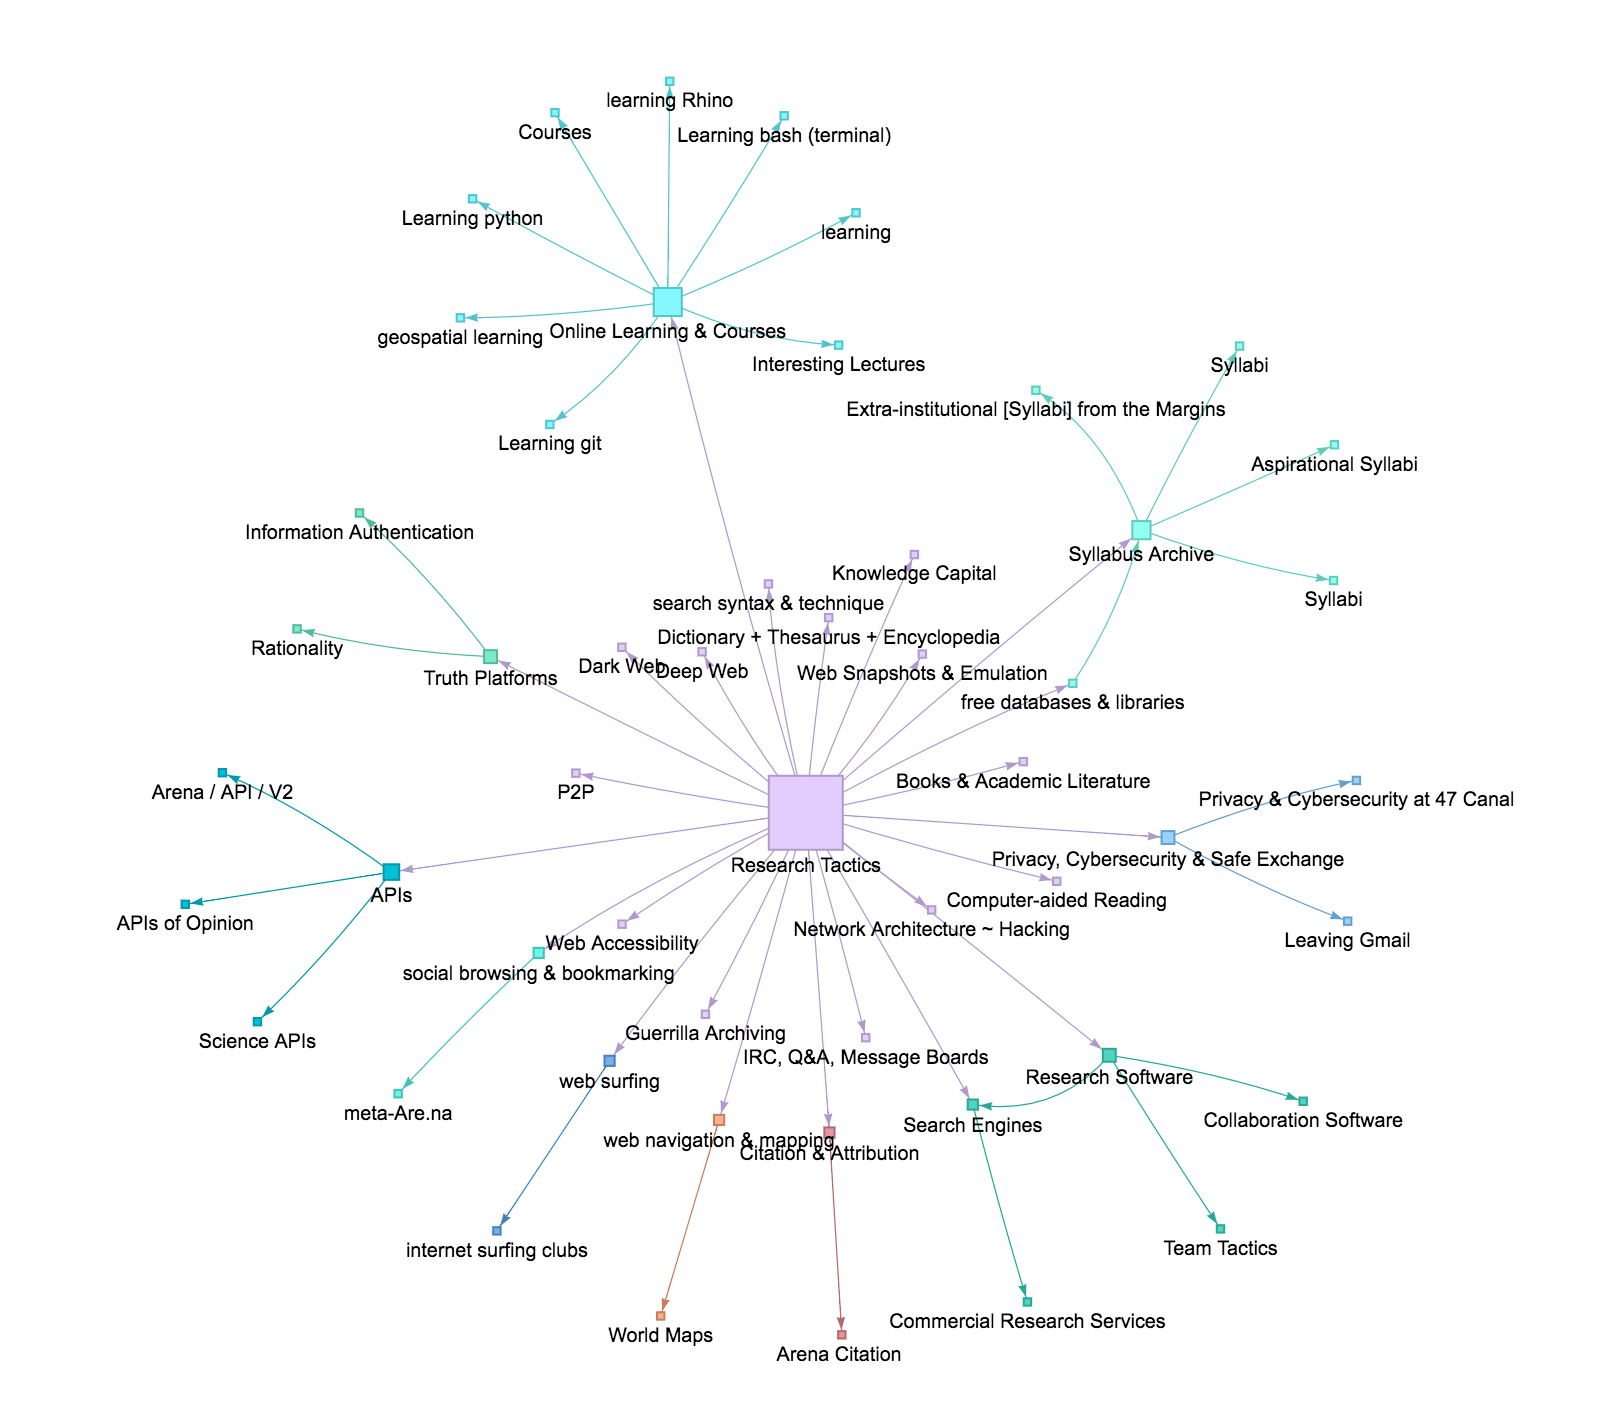 learning Rhino
Courses
Learning bash (terminal)
Learning python
learning
geospatial learning
Online Learning & Courses
Interesting Lectures
Syllabi
Extra-institutional [Syllabi] from the Margins
Learning git
Aspirational Syllabi
Information Authentication
Syllabus Archive
Knowledge Capital
search syntax & technique
Syllabi
Dictionary + Thesaurus + Encyclopedia
Rationality
Dark Web
Deep Web
Web Snapshots & Emulation
Truth Platforms
free databases & libraries
Books & Academic Literature
Arena / API / V2
P2P
Privacy & Cybersecurity at 47 Canal
Research Tactics
Privacy, Cybersecurity & Safe Exchange
APIs
Computer-aided Reading
APIs of Opinion
Network Architecture ~ Hacking
Web Accessibility
Leaving Gmail
social browsing & bookmarking
Guerrilla Archiving
Science APIs
IRC, Q&A, Message Boards
web surfing
Research Software
meta-Are.na
Collaboration Software
Search Engines
web navigation & mapping
Citation & Attribution
internet surfing clubs
Team Tactics
Commercial Research Services
World Maps
Arena Citation